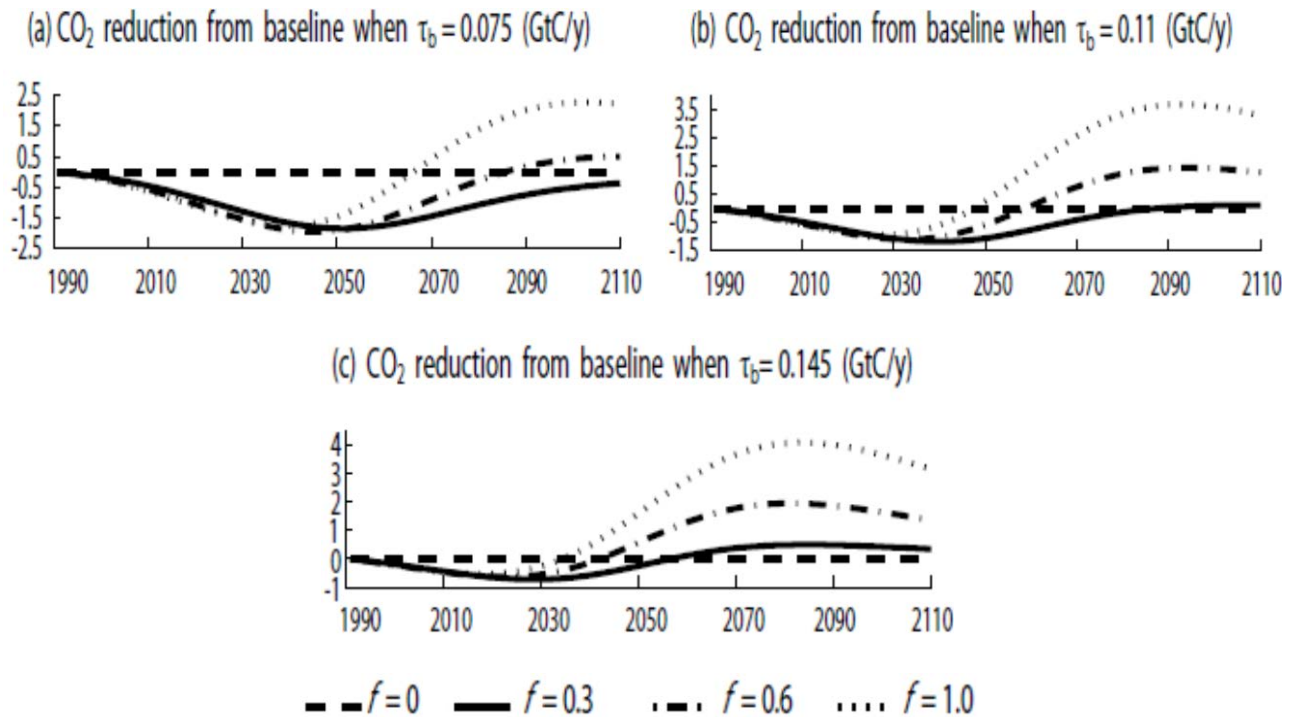 (a) CO₂ reduction from baseline when τb = 0.075 (GtC/y)
2.5
1.5
0.5
-0.5
-1.5
-2.5
1990 2010 2030 2050 2070 2090 2110
(b) CO₂ reduction from baseline when τb = 0.11 (GtC/y)
3.5
2.5
1.5
0.5
-0.5
-1.5
1990 2010 2030 2050 2070 2090 2110
(c) CO₂ reduction from baseline when τb = 0.145 (GtC/y)
4
3
2
1
0
-1
1990 2010 2030 2050 2070 2090 2110
f = 0 f = 0.3 f = 0.6 f = 1.0